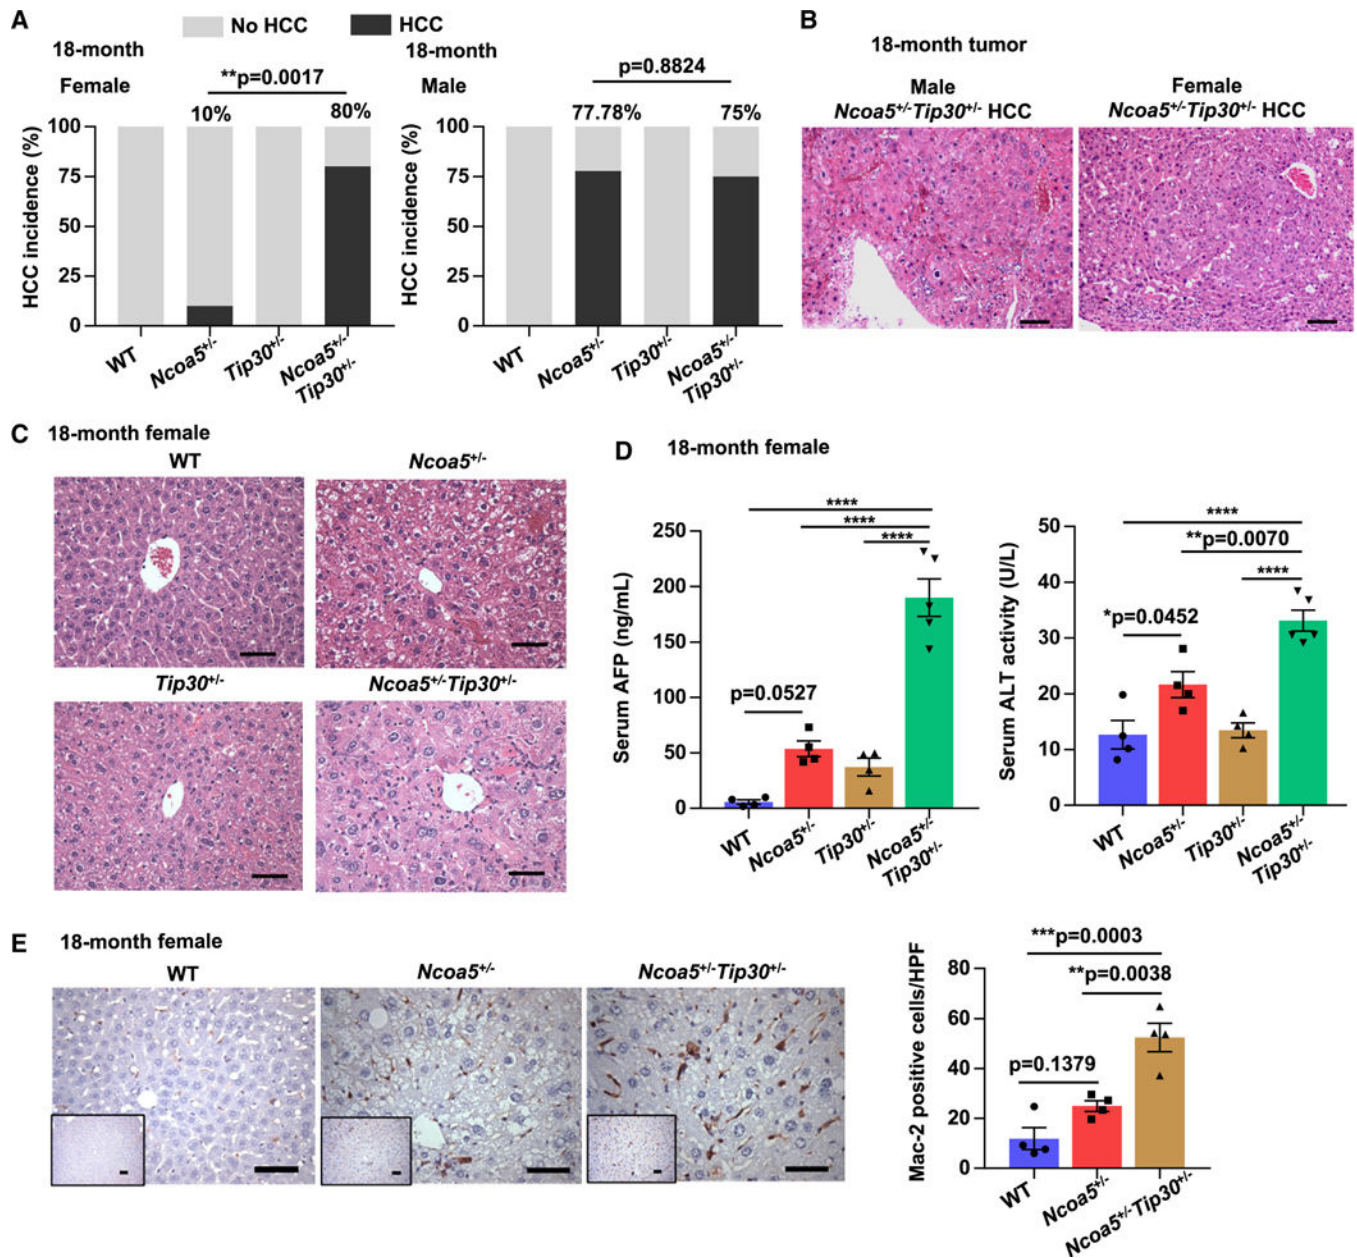 A
No HCC
HCC
18-month
Female
**p=0.0017
10%
80%
HCC incidence (%)
100
75
50
25
0
WT
Ncoa5+/-
Tip30+/-
Ncoa5+/-
Tip30+/-
18-month
Male
p=0.8824
77.78%
75%
HCC incidence (%)
100
75
50
25
0
WT
Ncoa5+/-
Tip30+/-
Ncoa5+/-
Tip30+/-
B
18-month tumor
Male
Ncoa5+/-Tip30+/- HCC
Female
Ncoa5+/-Tip30+/- HCC
C
18-month female
WT
Ncoa5+/-
Tip30+/-
Ncoa5+/-Tip30+/-
D
18-month female
Serum AFP (ng/mL)
250
200
150
100
50
0
****
****
****
p=0.0527
WT
Ncoa5+/-
Tip30+/-
Ncoa5+/-
Tip30+/-
Serum ALT activity (U/L)
50
40
30
20
10
0
****
**p=0.0070
****
*p=0.0452
WT
Ncoa5+/-
Tip30+/-
Ncoa5+/-
Tip30+/-
E
18-month female
WT
Ncoa5+/-
Ncoa5+/-Tip30+/-
Mac-2 positive cells/HPF
80
60
40
20
0
***p=0.0003
**p=0.0038
p=0.1379
WT
Ncoa5+/-
Ncoa5+/-Tip30+/-